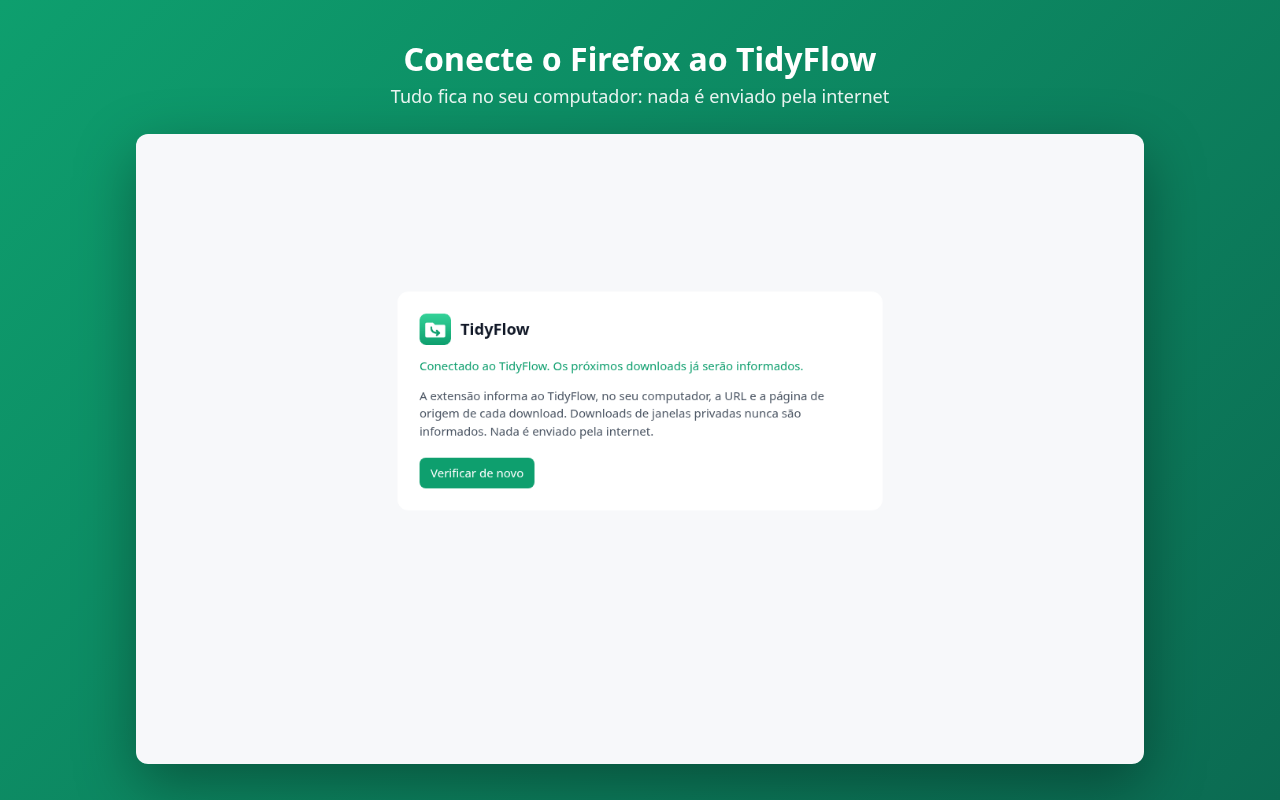 Conecte o Firefox ao TidyFlow
Tudo fica no seu computador: nada é enviado pela internet
TidyFlow
Conectado ao TidyFlow. Os próximos downloads já serão informados.
A extensão informa ao TidyFlow, no seu computador, a URL e a página de
origem de cada download. Downloads de janelas privadas nunca são
informados. Nada é enviado pela internet.
Verificar de novo